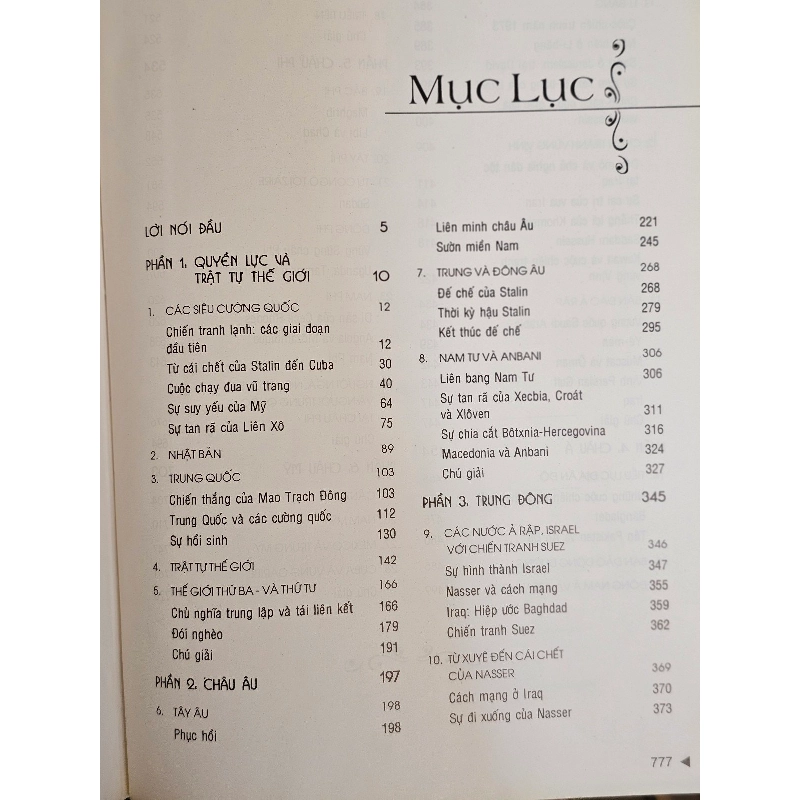 Mục Lục
LỜI NÓI ĐẦU 5
PHẦN 1. QUYỀN LỰC VÀ
TRẬT TỰ THẾ GIỚI 10
1. CÁC SIÊU CƯỜNG QUỐC 12
Chiến tranh lạnh: các giai đoạn
đầu tiên 12
Từ cái chết của Stalin đến Cuba 30
Cuộc chạy đua vũ trang 40
Sự suy yếu của Mỹ 64
Sự tan rã của Liên Xô 75
2. NHẬT BẢN 89
3. TRUNG QUỐC 103
Chiến thắng của Mao Trạch Đông 103
Trung Quốc và các cường quốc 112
Sự hồi sinh 130
4. TRẬT TỰ THẾ GIỚI 142
5. THẾ GIỚI THỨ BA - VÀ THỨ TƯ 166
Chủ nghĩa trung lập và tái liên kết 166
Đói nghèo 179
Chú giải 191
PHẦN 2. CHÂU ÂU 197
6. TÂY ÂU 198
Phục hồi 198
Liên minh châu Âu 221
Sườn miền Nam 245
7. TRUNG VÀ ĐÔNG ÂU 268
Đế chế của Stalin 268
Thời kỳ hậu Stalin 279
Kết thúc đế chế 295
8. NAM TƯ VÀ ANBANI 306
Liên bang Nam Tư 306
Sự tan rã của Xecbia, Croát
và Xlôven 311
Sự chia cắt Bôtxnia-Hercegovina 316
Macedonia và Anbani 324
Chú giải 327
PHẦN 3. TRUNG ĐÔNG 345
9. CÁC NƯỚC Ả RẬP, ISRAEL
VỚI CHIẾN TRANH SUEZ 346
Sự hình thành Israel 347
Nasser và cách mạng 355
Iraq: Hiệp ước Baghdad 359
Chiến tranh Suez 362
10. TỪ XUYÊ ĐẾN CÁI CHẾT
CỦA NASSER 369
Cách mạng ở Iraq 370
Sự đi xuống của Nasser 373
777